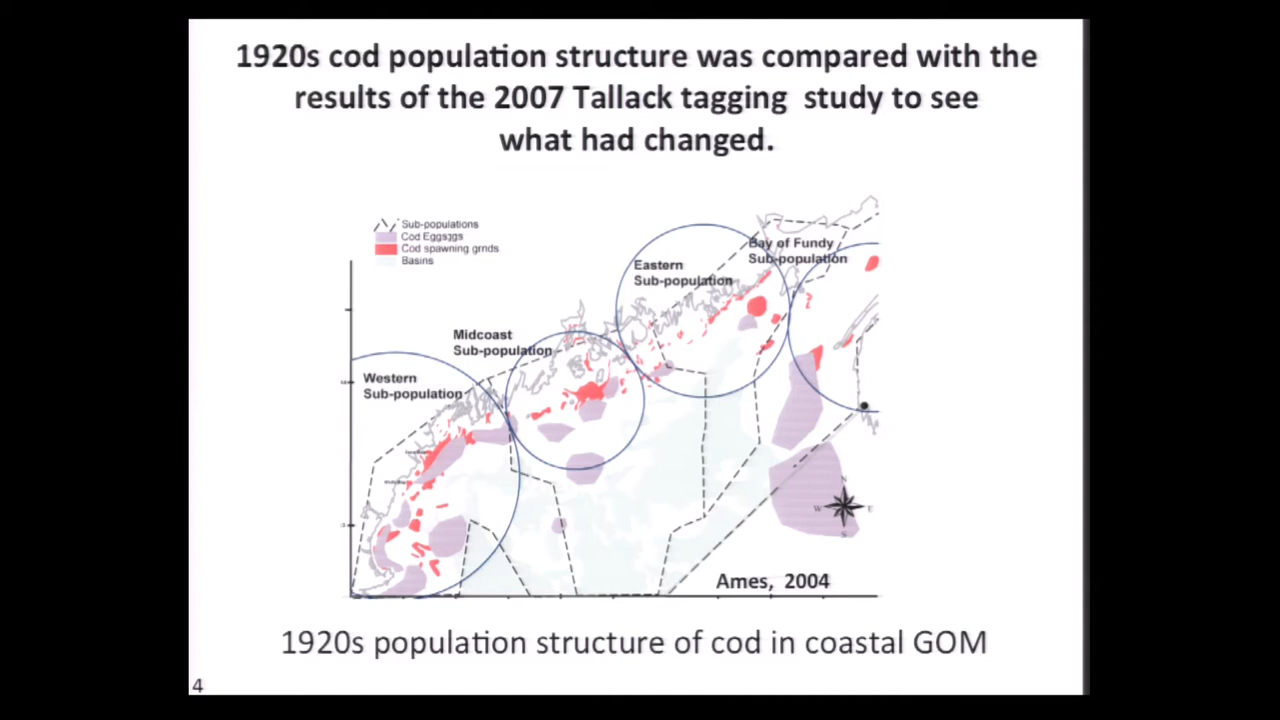 1920s cod population structure was compared with the
results of the 2007 Tallack tagging study to see
what had changed.
Sub-populations
Cod Eggsggs
Cod spawning grnds
Basins
Bay of Fundy
Sub-population
Eastern
Sub-population
Midcoast
Sub-population
Western
Sub-population
N
W E
S
Ames, 2004
1920s population structure of cod in coastal GOM
4